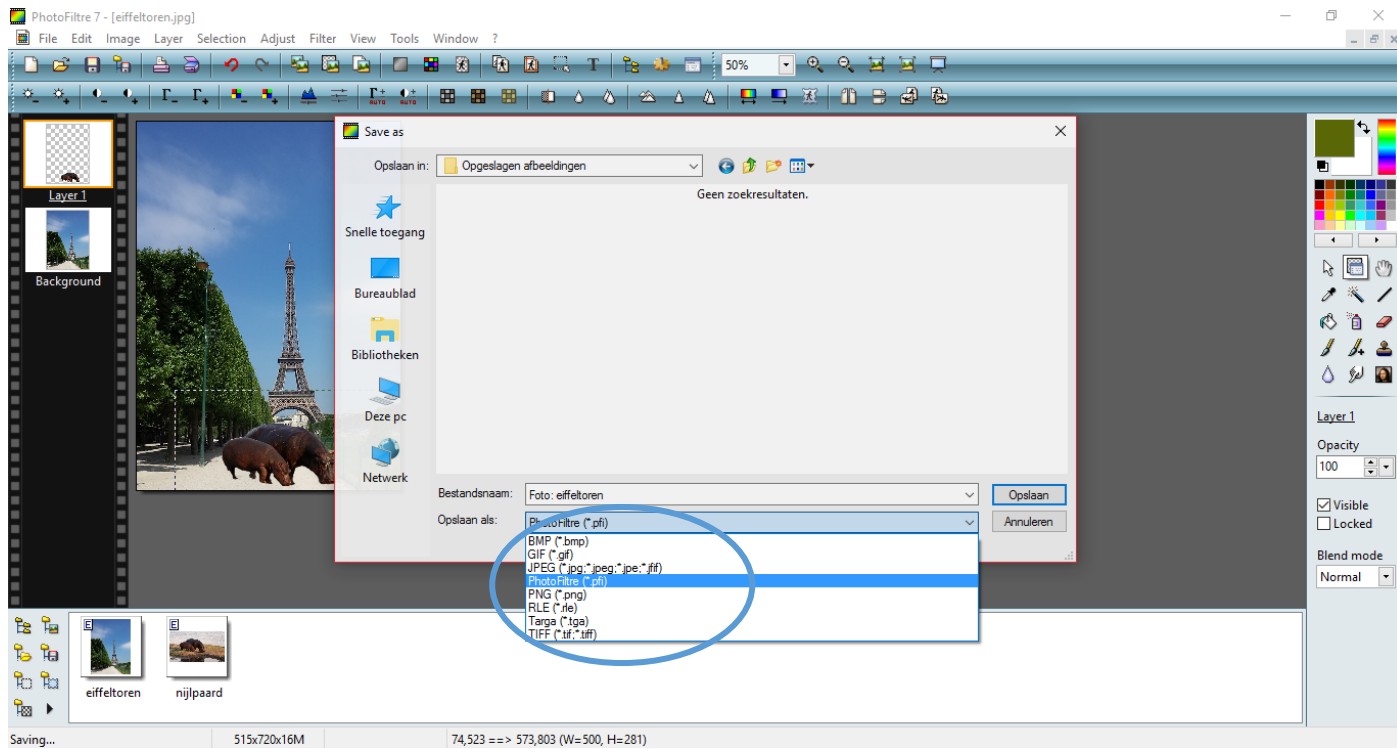 PhotoFiltre 7 - [eiffeltoren.jpg]
File Edit Image Layer Selection Adjust Filter View Tools Window ?
T 50%
AUTO AUTO
Save as
Opslaan in: Opgeslagen afbeeldingen
Geen zoekresultaten.
Snelle toegang
Bureaublad
Bibliotheken
Deze pc
Netwerk
Bestandsnaam: Foto: eiffeltoren Opslaan
Opslaan als: PhotoFiltre (*.pfi) Annuleren
BMP (*.bmp)
GIF (*.gif)
JPEG (*.jpg;*.jpeg;*.jpe;*.jfif)
PhotoFiltre (*.pfi)
PNG (*.png)
RLE (*.rle)
Targa (*.tga)
TIFF (*.tif;*.tiff)
Layer 1
Background
Layer 1
Opacity
100
Visible
Locked
Blend mode
Normal
E E
eiffeltoren nijlpaard
Saving... 515x720x16M 74,523 ==> 573,803 (W=500, H=281)